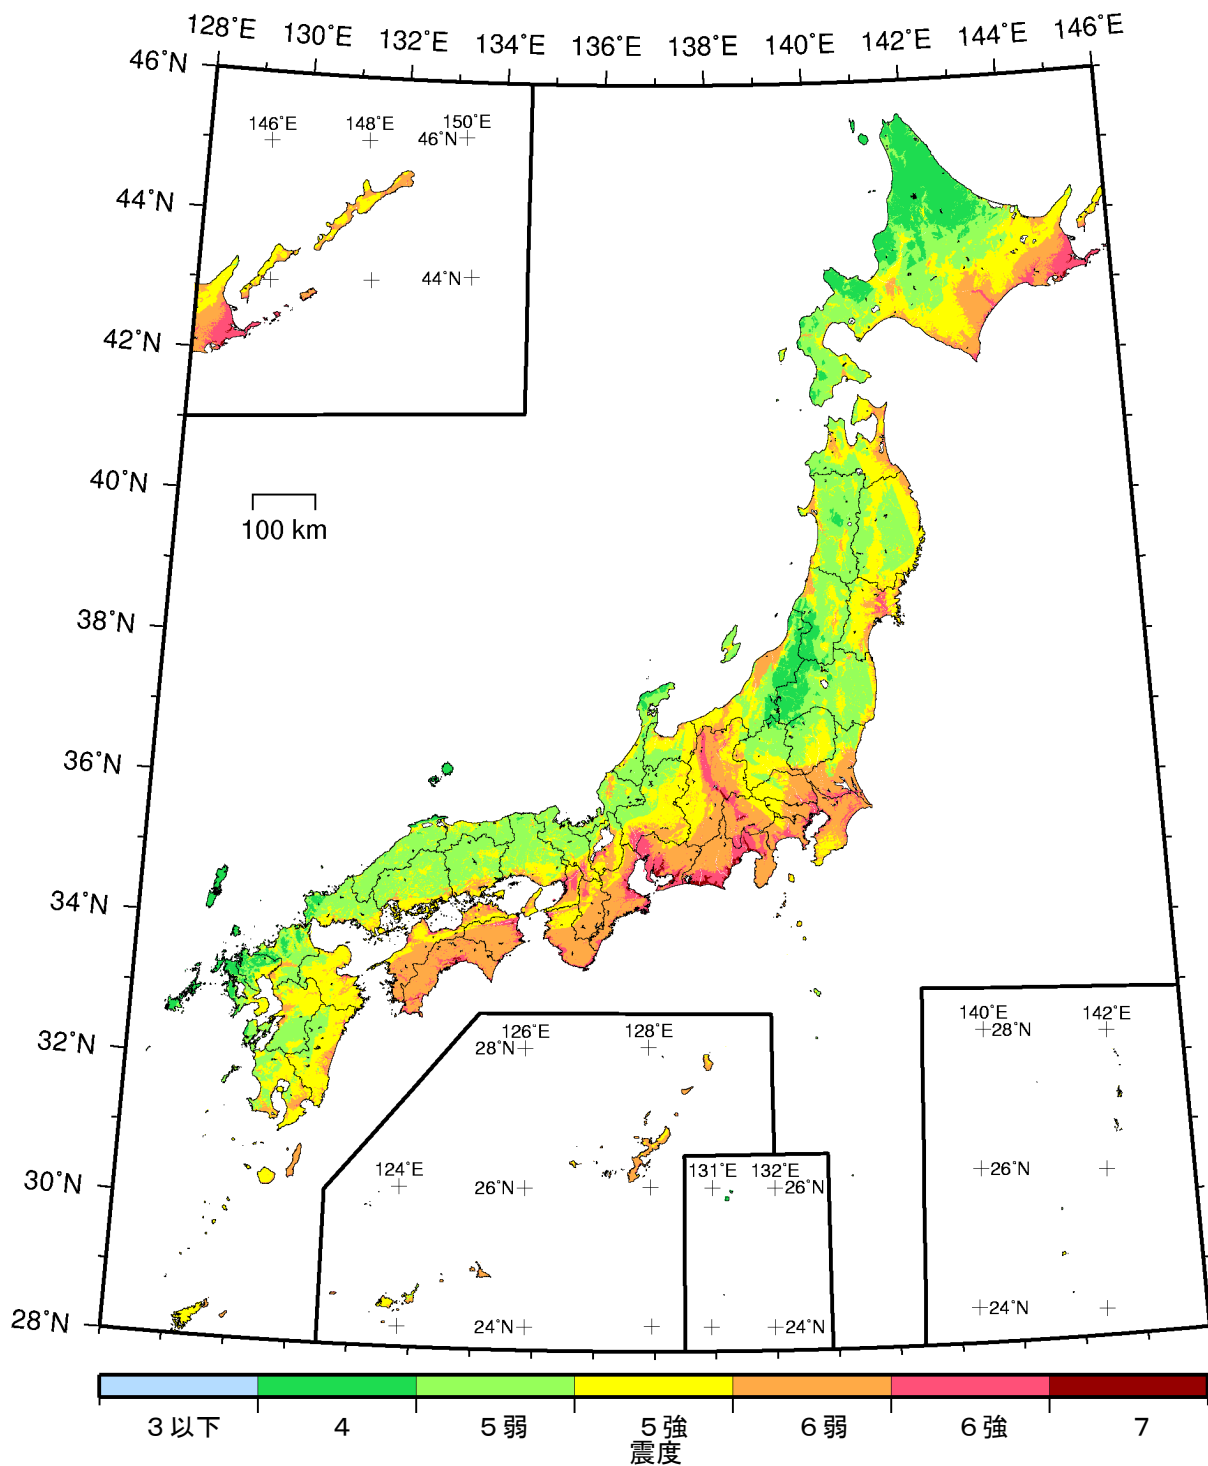 128°E 130°E 132°E 134°E 136°E 138°E 140°E 142°E 144°E 146°E
46°N
146°E 148°E 150°E
46°N
44°N
44°N
42°N
40°N
100 km
38°N
36°N
34°N
32°N
126°E 128°E
28°N
140°E 142°E
28°N
124°E
26°N
131°E 132°E
26°N
26°N
30°N
24°N
24°N
24°N
28°N
3以下 4 5弱 5強 6弱 6強 7
震度